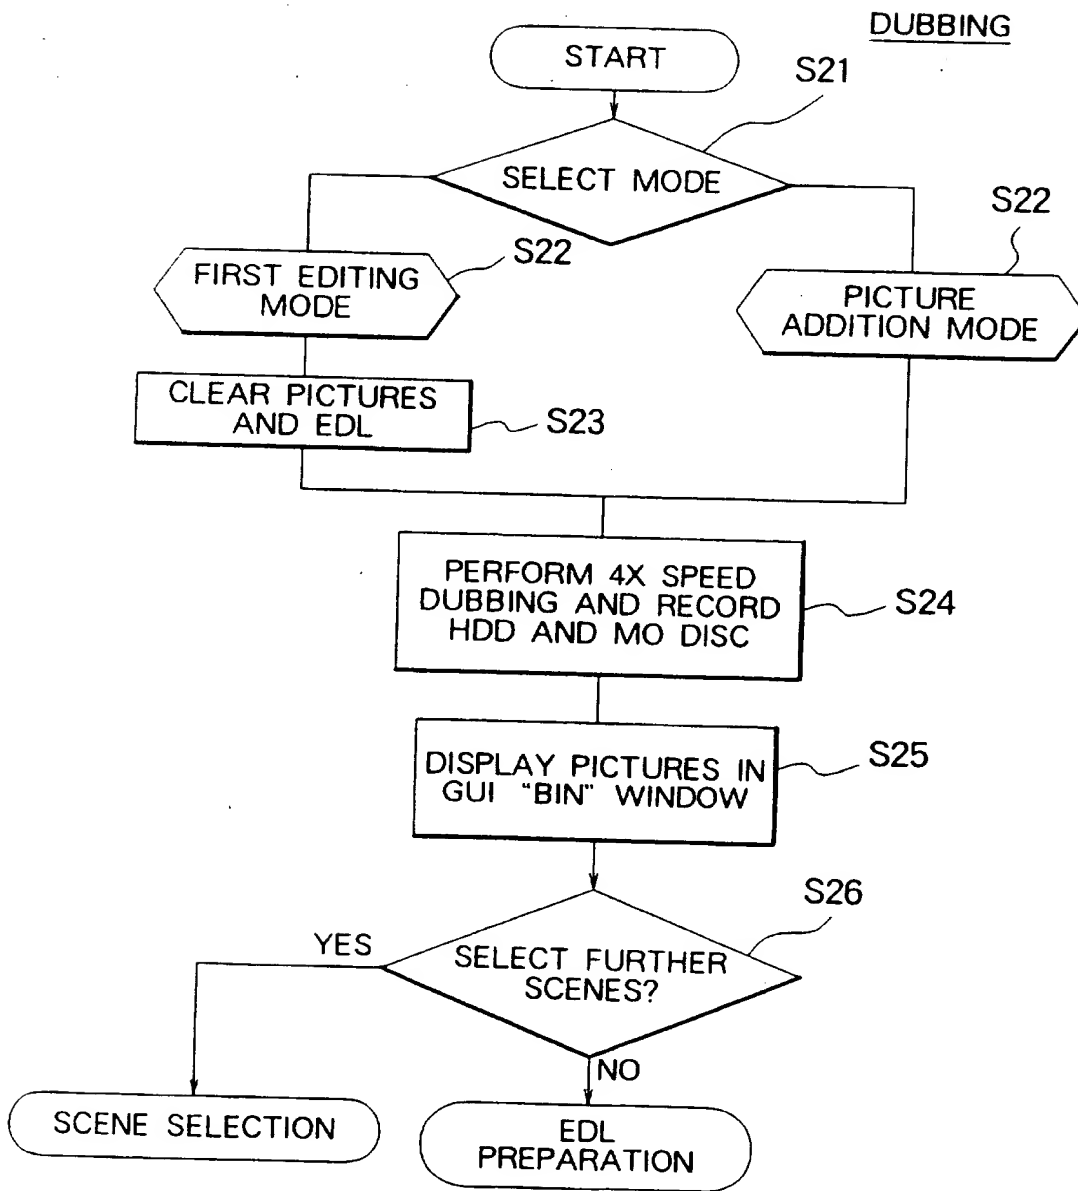 DUBBING
START
S21
SELECT MODE
S22
S22
FIRST EDITING
MODE
PICTURE
ADDITION MODE
CLEAR PICTURES
AND EDL
S23
PERFORM 4X SPEED
DUBBING AND RECORD
HDD AND MO DISC
S24
DISPLAY PICTURES IN
GUI "BIN" WINDOW
S25
S26
YES
SELECT FURTHER
SCENES?
NO
SCENE SELECTION
EDL
PREPARATION